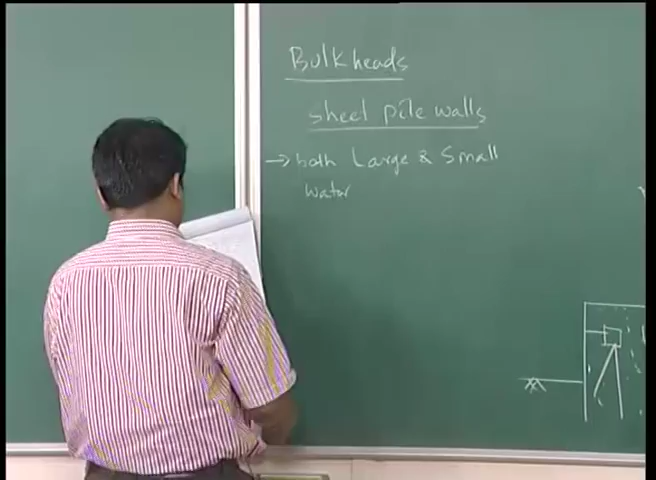 Bulkheads
sheet pile walls
→ both Large & Small
water